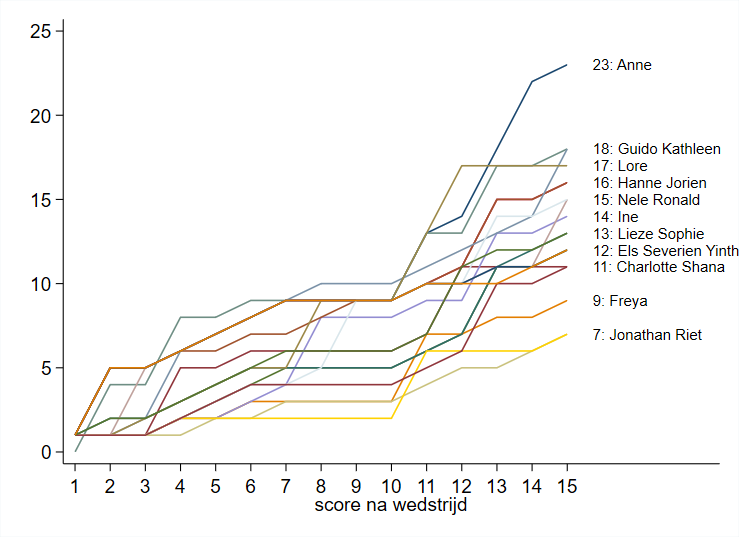 25
20
15
10
5
0
23: Anne
18: Guido Kathleen
17: Lore
16: Hanne Jorien
15: Nele Ronald
14: Ine
13: Lieze Sophie
12: Els Severien Yinth
11: Charlotte Shana
9: Freya
7: Jonathan Riet
1 2 3 4 5 6 7 8 9 10 11 12 13 14 15
score na wedstrijd